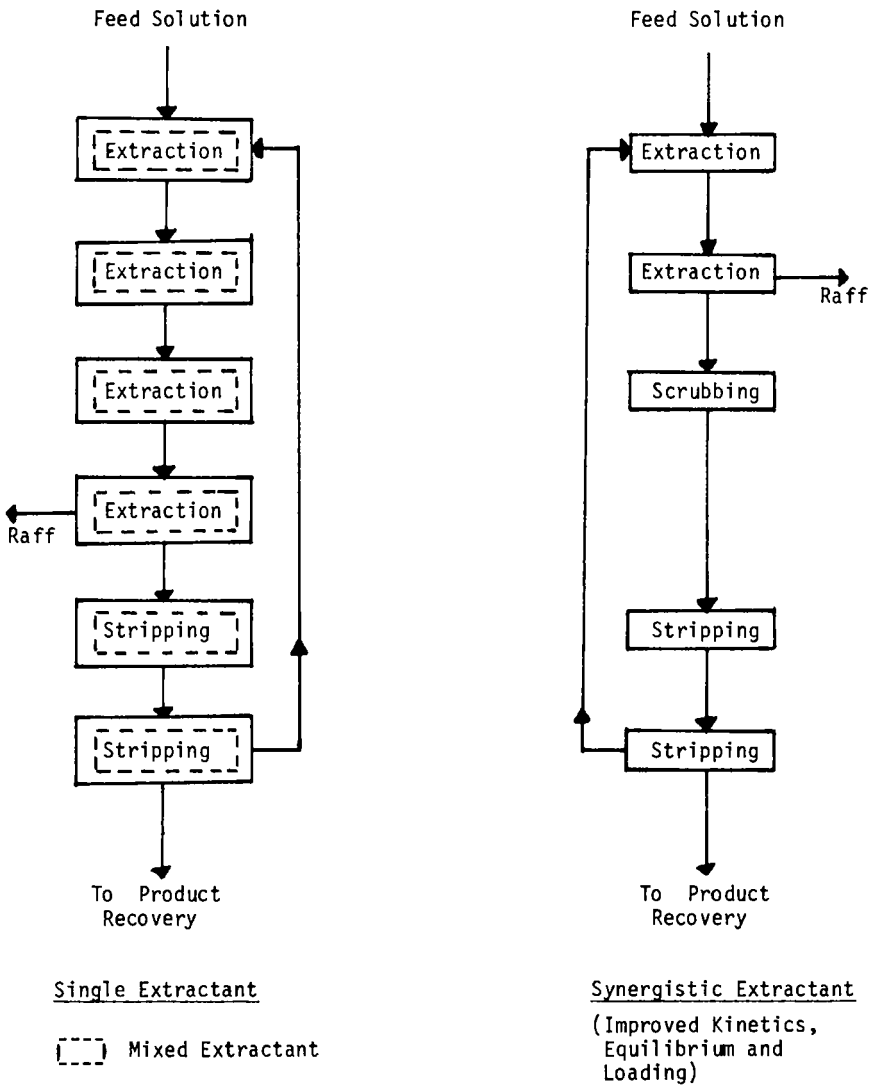 Feed Solution
Extraction
Extraction
Extraction
Extraction
Raff
Stripping
Stripping
To Product
Recovery
Single Extractant
Mixed Extractant
Feed Solution
Extraction
Extraction
Raff
Scrubbing
Stripping
Stripping
To Product
Recovery
Synergistic Extractant
(Improved Kinetics,
Equilibrium and
Loading)